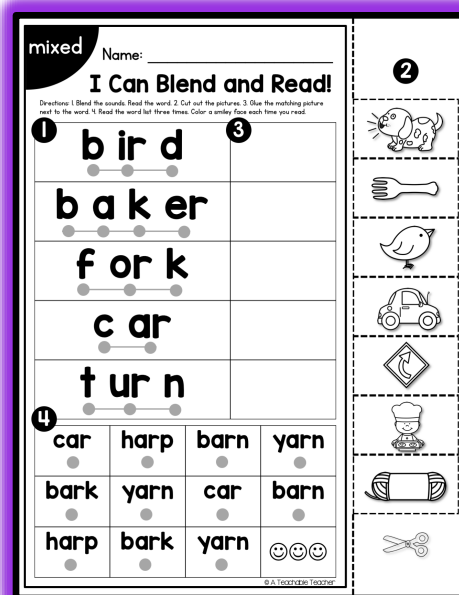 mixed
Name:
I Can Blend and Read!
Directions: 1. Blend the sounds. Read the word. 2. Cut out the pictures. 3. Glue the matching picture
next to the word. 4. Read the word list three times. Color a smiley face each time you read.
1
3
b ir d
b a k er
f or k
c ar
t ur n
4
car harp barn yarn
bark yarn car barn
harp bark yarn
© A Teachable Teacher
2